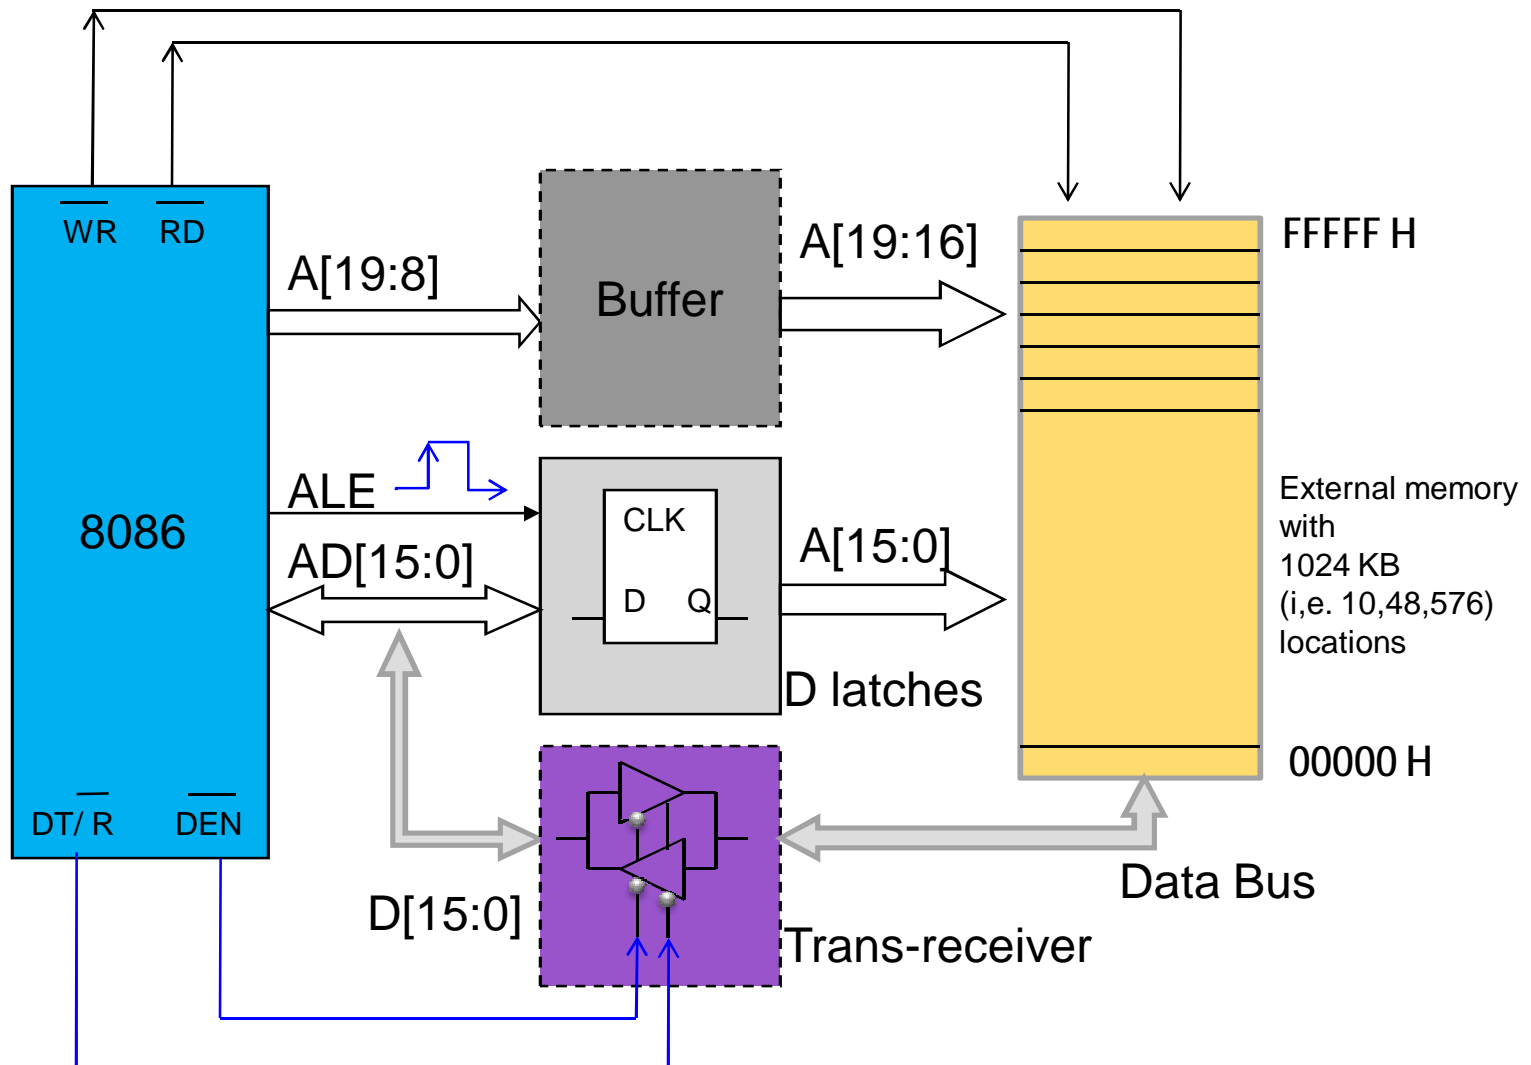 WR RD
A[19:8]
Buffer
A[19:16]
FFFFF H
8086
ALE
AD[15:0]
CLK
D Q
A[15:0]
D latches
External memory
with
1024 KB
(i,e. 10,48,576)
locations
00000 H
DT/ R DEN
D[15:0]
Data Bus
Trans-receiver